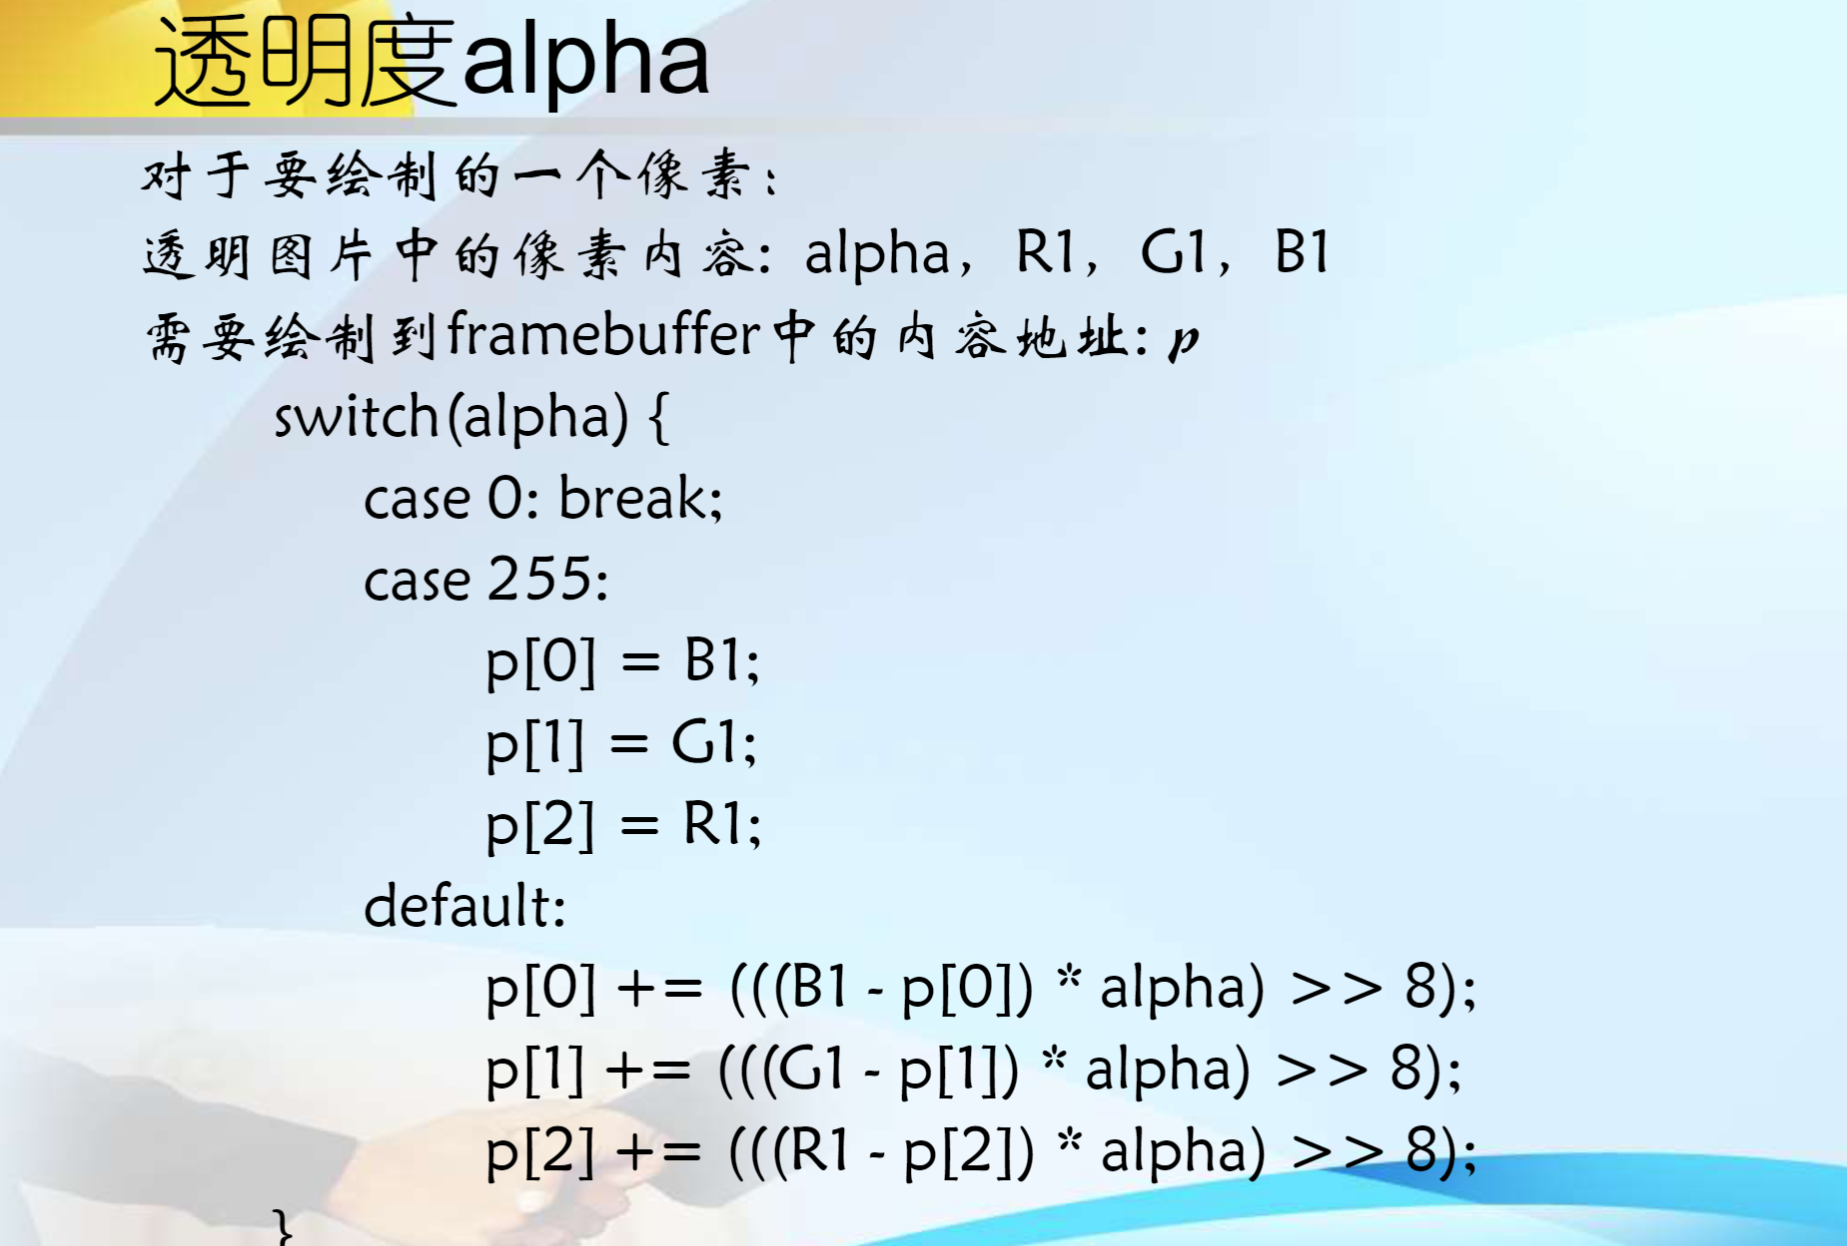 透明度alpha
对于要绘制的一个像素:
透明图片中的像素内容: alpha, R1, G1, B1
需要绘制到framebuffer中的内容地址: p
switch(alpha) {
case 0: break;
case 255:
p[0] = B1;
p[1] = G1;
p[2] = R1;
default:
p[0] += (((B1 - p[0]) * alpha) >> 8);
p[1] += (((G1 - p[1]) * alpha) >> 8);
p[2] += (((R1 - p[2]) * alpha) >> 8);
}